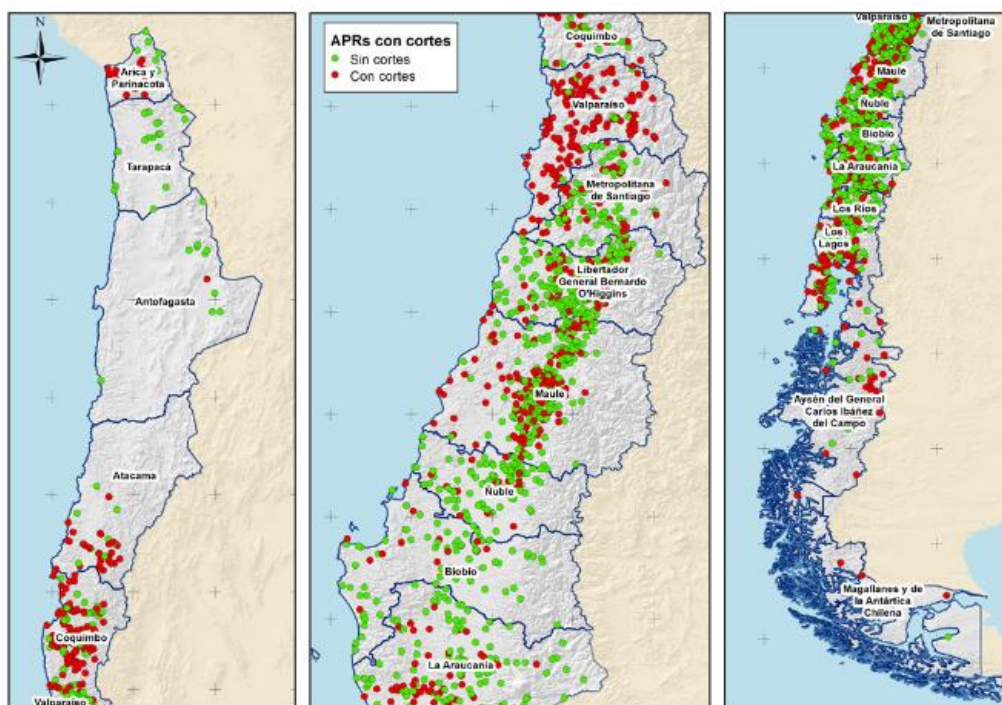 N
Arica y
Parinacota
Tarapacá
Antofagasta
Atacama
Coquimbo
Valparaíso
APRs con cortes
Sin cortes
Con cortes
Coquimbo
Valparaíso
Metropolitana
de Santiago
Libertador
General Bernardo
O'Higgins
Maule
Ñuble
Biobío
La Araucanía
Valparaíso
Metropolitana
de Santiago
Maule
Ñuble
Biobío
La Araucanía
Los Ríos
Los
Lagos
Aysén del General
Carlos Ibáñez
del Campo
Magallanes y de
la Antártica
Chilena